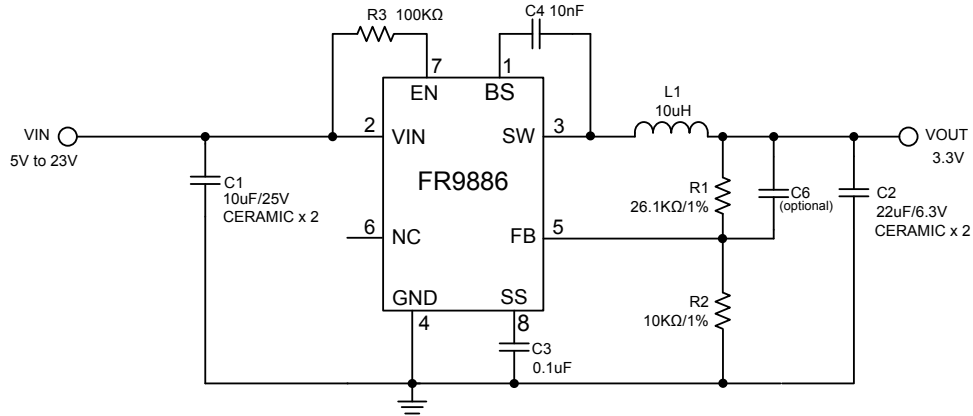 R3 100KΩ
C4 10nF
7
1
EN
BS
L1
10uH
VIN
5V to 23V
2
VIN
SW
3
VOUT
3.3V
C1
10uF/25V
CERAMIC x 2
FR9886
R1
26.1KΩ/1%
C6
(optional)
C2
22uF/6.3V
CERAMIC x 2
6
NC
FB
5
GND
SS
R2
10KΩ/1%
4
8
C3
0.1uF